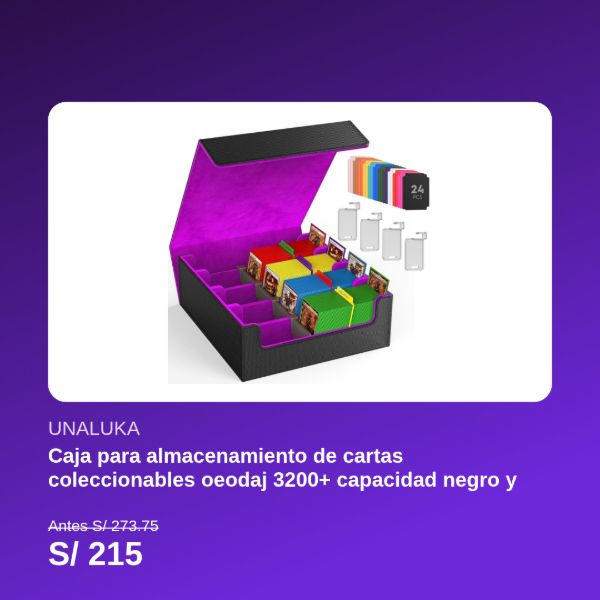 24
PCS
UNALUKA
Caja para almacenamiento de cartas
coleccionables oeodaj 3200+ capacidad negro y
Antes S/ 273.75
S/ 215